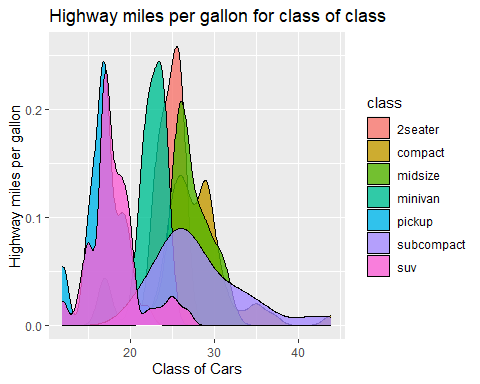 Highway miles per gallon for class of class
Highway miles per gallon
0.2
0.1
0.0
20 30 40
Class of Cars
class
2seater
compact
midsize
minivan
pickup
subcompact
suv